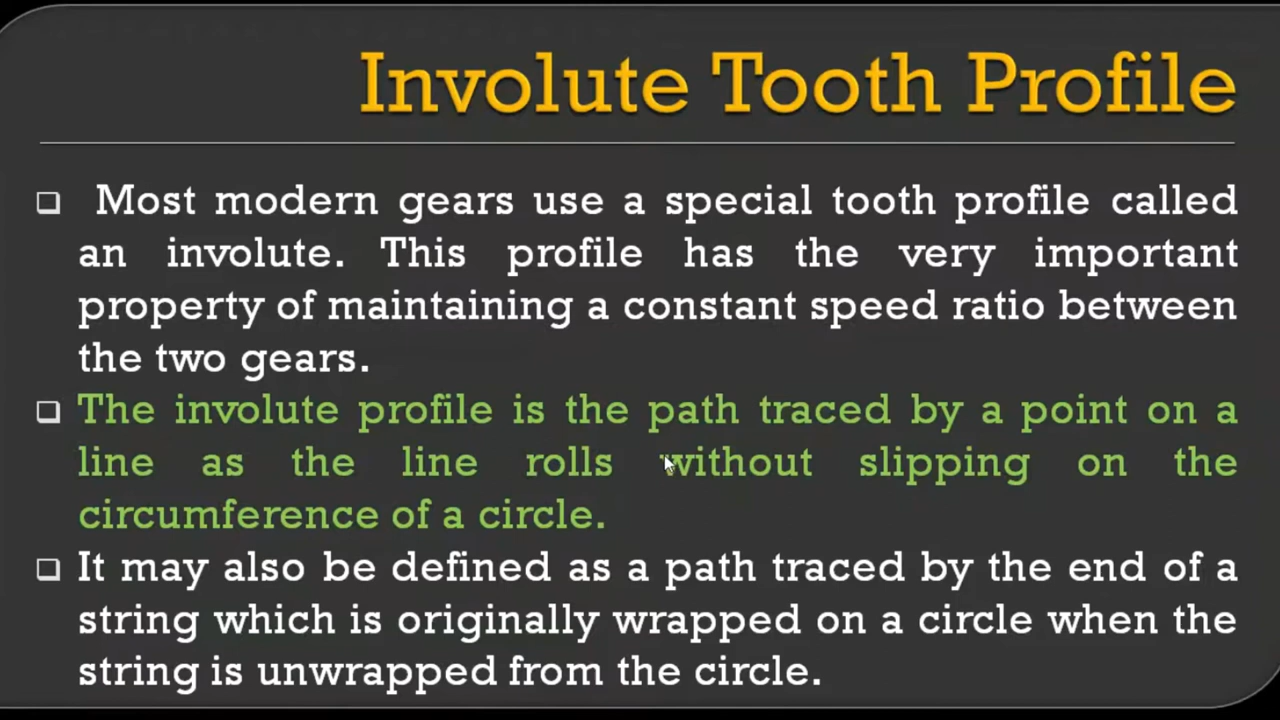 Involute Tooth Profile
Most modern gears use a special tooth profile called
an involute. This profile has the very important
property of maintaining a constant speed ratio between
the two gears.
The involute profile is the path traced by a point on a
line as the line rolls without slipping on the
circumference of a circle.
It may also be defined as a path traced by the end of a
string which is originally wrapped on a circle when the
string is unwrapped from the circle.